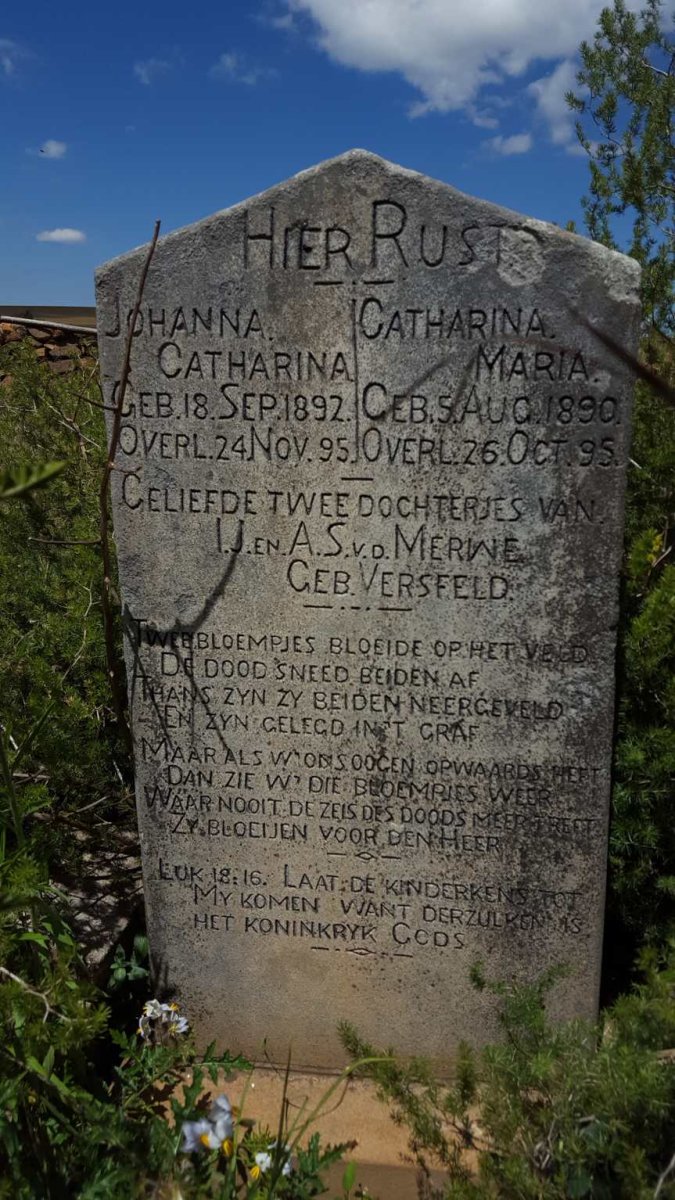 HIER RUST
JOHANNA.
CATHARINA
GEB. 18. SEP. 1892.
OVERL. 24 NOV. 95.
CATHARINA.
MARIA.
GEB. 5. AUG. 1890.
OVERL. 26. OCT. 95.
GELIEFDE TWEE DOCHTERJES VAN.
I.J. EN. A.S. V.D. MERWE
GEB. VERSFELD.
TWEE BLOEMPJES BLOEIDE OP HET VELD
DE DOOD SNEED BEIDEN AF
THANS ZYN ZY BEIDEN NEERGEVELD
EN ZYN GELEGD IN'T GRAF
MAAR ALS W'ONS OOGEN OPWAARDS HEFT
DAN ZIE W' DIE BLOEMPJES WEER
WAAR NOOIT DE ZEIS DES DOODS MEER TREFT
ZY BLOEIJEN VOOR DEN HEER
LUK 18:16. LAAT DE KINDERKENS TOT
MY KOMEN WANT DERZULKEN IS
HET KONINKRYK GODS